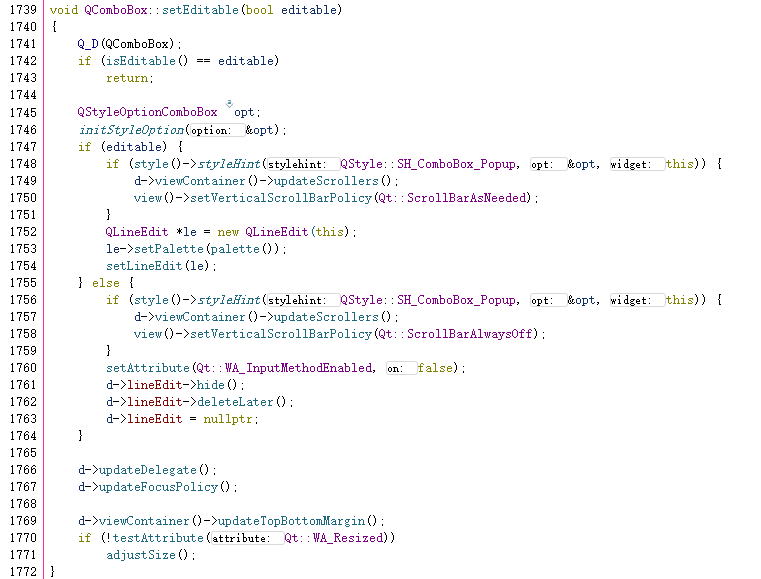 1739 void QComboBox::setEditable(bool editable)
1740 {
1741     Q_D(QComboBox);
1742     if (isEditable() == editable)
1743         return;
1744
1745     QStyleOptionComboBox opt;
1746     initStyleOption(option: &opt);
1747     if (editable) {
1748         if (style()->styleHint(stylehint: QStyle::SH_ComboBox_Popup, opt: &opt, widget: this)) {
1749             d->viewContainer()->updateScrollers();
1750             view()->setVerticalScrollBarPolicy(Qt::ScrollBarAsNeeded);
1751         }
1752         QLineEdit *le = new QLineEdit(this);
1753         le->setPalette(palette());
1754         setLineEdit(le);
1755     } else {
1756         if (style()->styleHint(stylehint: QStyle::SH_ComboBox_Popup, opt: &opt, widget: this)) {
1757             d->viewContainer()->updateScrollers();
1758             view()->setVerticalScrollBarPolicy(Qt::ScrollBarAlwaysOff);
1759         }
1760         setAttribute(Qt::WA_InputMethodEnabled, on: false);
1761         d->lineEdit->hide();
1762         d->lineEdit->deleteLater();
1763         d->lineEdit = nullptr;
1764     }
1765
1766     d->updateDelegate();
1767     d->updateFocusPolicy();
1768
1769     d->viewContainer()->updateTopBottomMargin();
1770     if (!testAttribute(attribute: Qt::WA_Resized))
1771         adjustSize();
1772 }